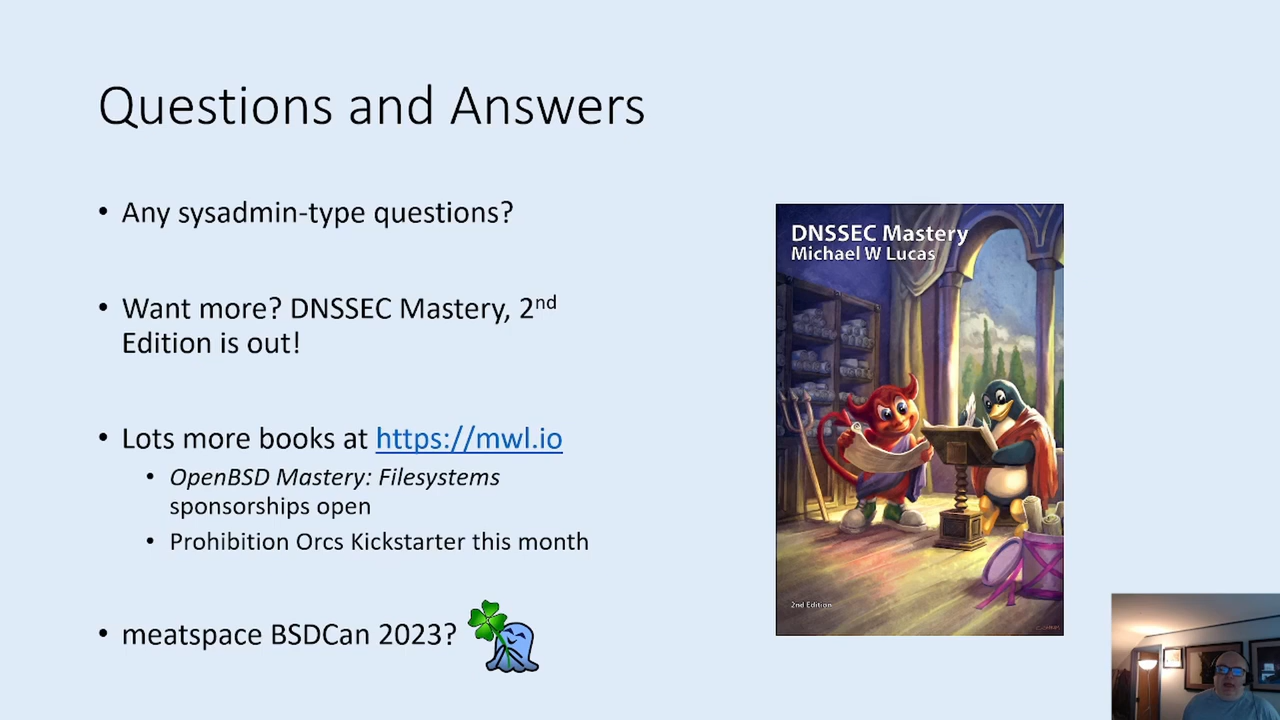 Questions and Answers
• Any sysadmin-type questions?
• Want more? DNSSEC Mastery, 2nd
Edition is out!
• Lots more books at https://mwl.io
• OpenBSD Mastery: Filesystems
sponsorships open
• Prohibition Orcs Kickstarter this month
• meatspace BSDCan 2023?
DNSSEC Mastery
Michael W Lucas
2nd Edition